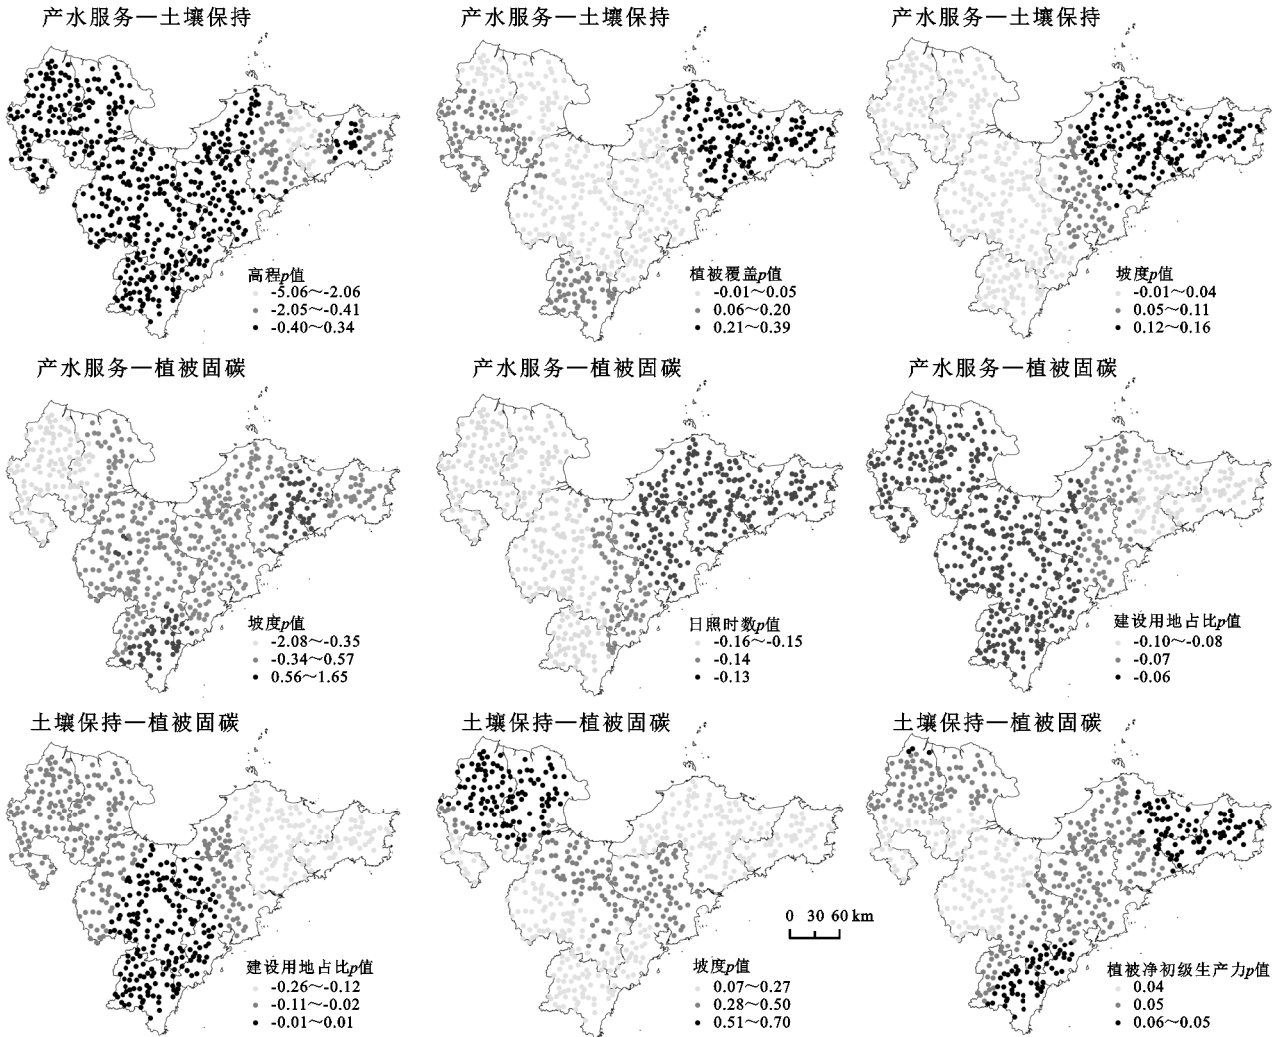 产水服务—土壤保持
产水服务—土壤保持
产水服务—土壤保持
高程p值
-5.06～-2.06
-2.05～-0.41
-0.40～0.34
植被覆盖p值
-0.01～0.05
0.06～0.20
0.21～0.39
坡度p值
-0.01～0.04
0.05～0.11
0.12～0.16
产水服务—植被固碳
产水服务—植被固碳
产水服务—植被固碳
坡度p值
-2.08～-0.35
-0.34～0.57
0.56～1.65
日照时数p值
-0.16～-0.15
-0.14
-0.13
建设用地占比p值
-0.10～-0.08
-0.07
-0.06
土壤保持—植被固碳
土壤保持—植被固碳
土壤保持—植被固碳
建设用地占比p值
-0.26～-0.12
-0.11～-0.02
-0.01～0.01
0 30 60 km
坡度p值
0.07～0.27
0.28～0.50
0.51～0.70
植被净初级生产力p值
0.04
0.05
0.06～0.05